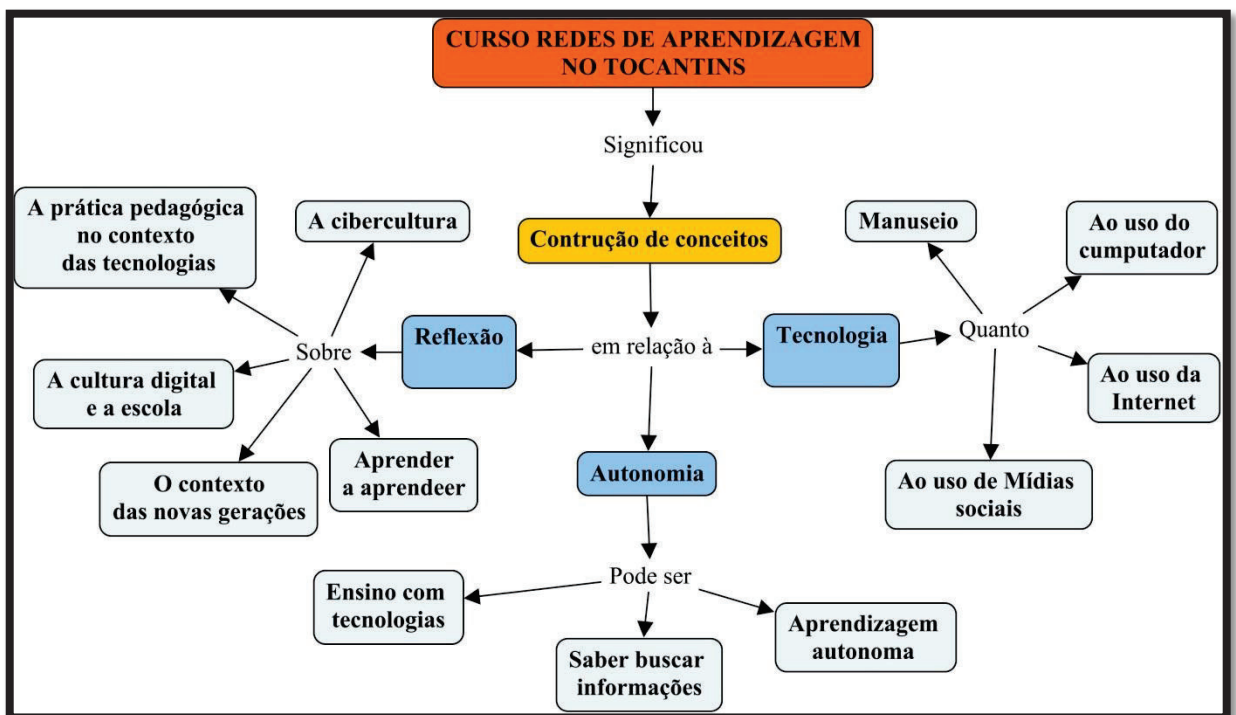 CURSO REDES DE APRENDIZAGEM
NO TOCANTINS
Significou
Contrução de conceitos
em relação à
Reflexão
Sobre
A prática pedagógica
no contexto
das tecnologias
A cibercultura
A cultura digital
e a escola
O contexto
das novas gerações
Aprender
a aprendeer
Tecnologia
Quanto
Manuseio
Ao uso do
cumputador
Ao uso da
Internet
Ao uso de Mídias
sociais
Autonomia
Pode ser
Ensino com
tecnologias
Saber buscar
informações
Aprendizagem
autonoma